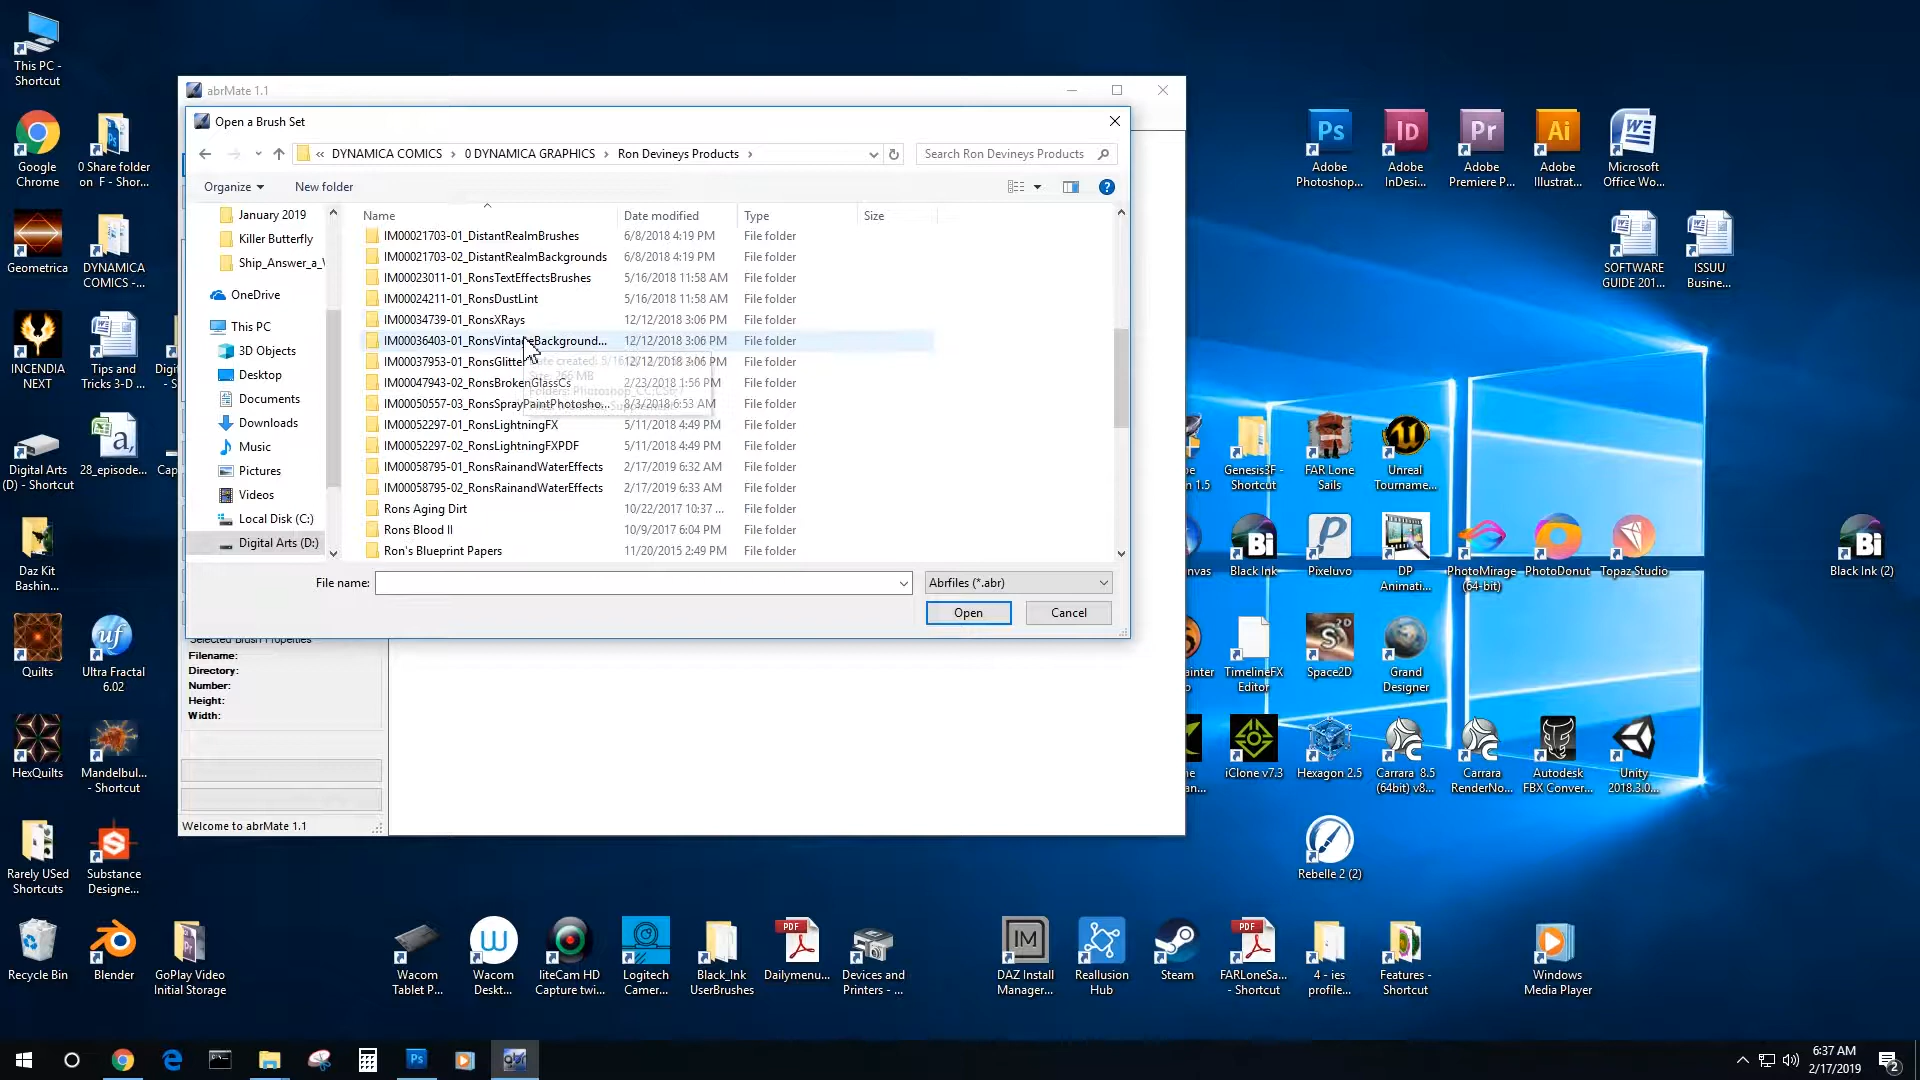 This PC -
Shortcut
Google
Chrome
0 Share folder
on F - Shor...
Geometrica
DYNAMICA
COMICS -...
INCENDIA
NEXT
Tips and
Tricks 3-D ...
Digital Arts
(D) - Shortcut
28_episode...
Daz Kit
Bashin...
Quilts
Ultra Fractal
6.02
HexQuilts
Mandelbul...
- Shortcut
Rarely USed
Shortcuts
Substance
Designe...
Recycle Bin
Blender
GoPlay Video
Initial Storage
abrMate 1.1
Open a Brush Set
« DYNAMICA COMICS > 0 DYNAMICA GRAPHICS > Ron Devineys Products >
Search Ron Devineys Products
Organize
New folder
January 2019
Killer Butterfly
Ship_Answer_a_V
OneDrive
This PC
3D Objects
Desktop
Documents
Downloads
Music
Pictures
Videos
Local Disk (C:)
Digital Arts (D:)
Name Date modified Type Size
IM00021703-01_DistantRealmBrushes 6/8/2018 4:19 PM File folder
IM00021703-02_DistantRealmBackgrounds 6/8/2018 4:19 PM File folder
IM00023011-01_RonsTextEffectsBrushes 5/16/2018 11:58 AM File folder
IM00024211-01_RonsDustLint 5/16/2018 11:58 AM File folder
IM00034739-01_RonsXRays 12/12/2018 3:06 PM File folder
IM00036403-01_RonsVintageBackground... 12/12/2018 3:06 PM File folder
IM00037953-01_RonsGlitter 12/12/2018 3:06 PM File folder
IM00047943-02_RonsBrokenGlassCs 2/23/2018 1:56 PM File folder
IM00050557-03_RonsSprayPaintPhotosho... 8/3/2018 6:53 AM File folder
IM00052297-01_RonsLightningFX 5/11/2018 4:49 PM File folder
IM00052297-02_RonsLightningFXPDF 5/11/2018 4:49 PM File folder
IM00058795-01_RonsRainandWaterEffects 2/17/2019 6:32 AM File folder
IM00058795-02_RonsRainandWaterEffects 2/17/2019 6:33 AM File folder
Rons Aging Dirt 10/22/2017 10:37 ... File folder
Rons Blood II 10/9/2017 6:04 PM File folder
Ron's Blueprint Papers 11/20/2015 2:49 PM File folder
Size: 266 MB
File name:
Abrfiles (*.abr)
Open
Cancel
Selected Brush Properties
Filename:
Directory:
Number:
Height:
Width:
Welcome to abrMate 1.1
Adobe
Photoshop...
Adobe
InDesi...
Adobe
Premiere P...
Adobe
Illustrat...
Microsoft
Office Wo...
SOFTWARE
GUIDE 201...
ISSUU
Busine...
Genesis3F -
Shortcut
FAR Lone
Sails
Unreal
Tourname...
Black Ink
Pixeluvo
DP
Animati...
PhotoMirage
(64-bit)
PhotoDonut
Topaz Studio
Black Ink (2)
TimelineFX
Editor
Space2D
Grand
Designer
iClone v7.3
Hexagon 2.5
Carrara 8.5
(64bit) v8...
Carrara
RenderNo...
Autodesk
FBX Conver...
Unity
2018.3.0...
Rebelle 2 (2)
Wacom
Tablet P...
Wacom
Deskt...
liteCam HD
Capture twi...
Logitech
Camer...
Black_Ink
UserBrushes
Dailymenu...
Devices and
Printers - ...
DAZ Install
Manager...
Reallusion
Hub
Steam
FARLoneSa...
- Shortcut
4 - ies
profile...
Features -
Shortcut
Windows
Media Player
6:37 AM
2/17/2019
2